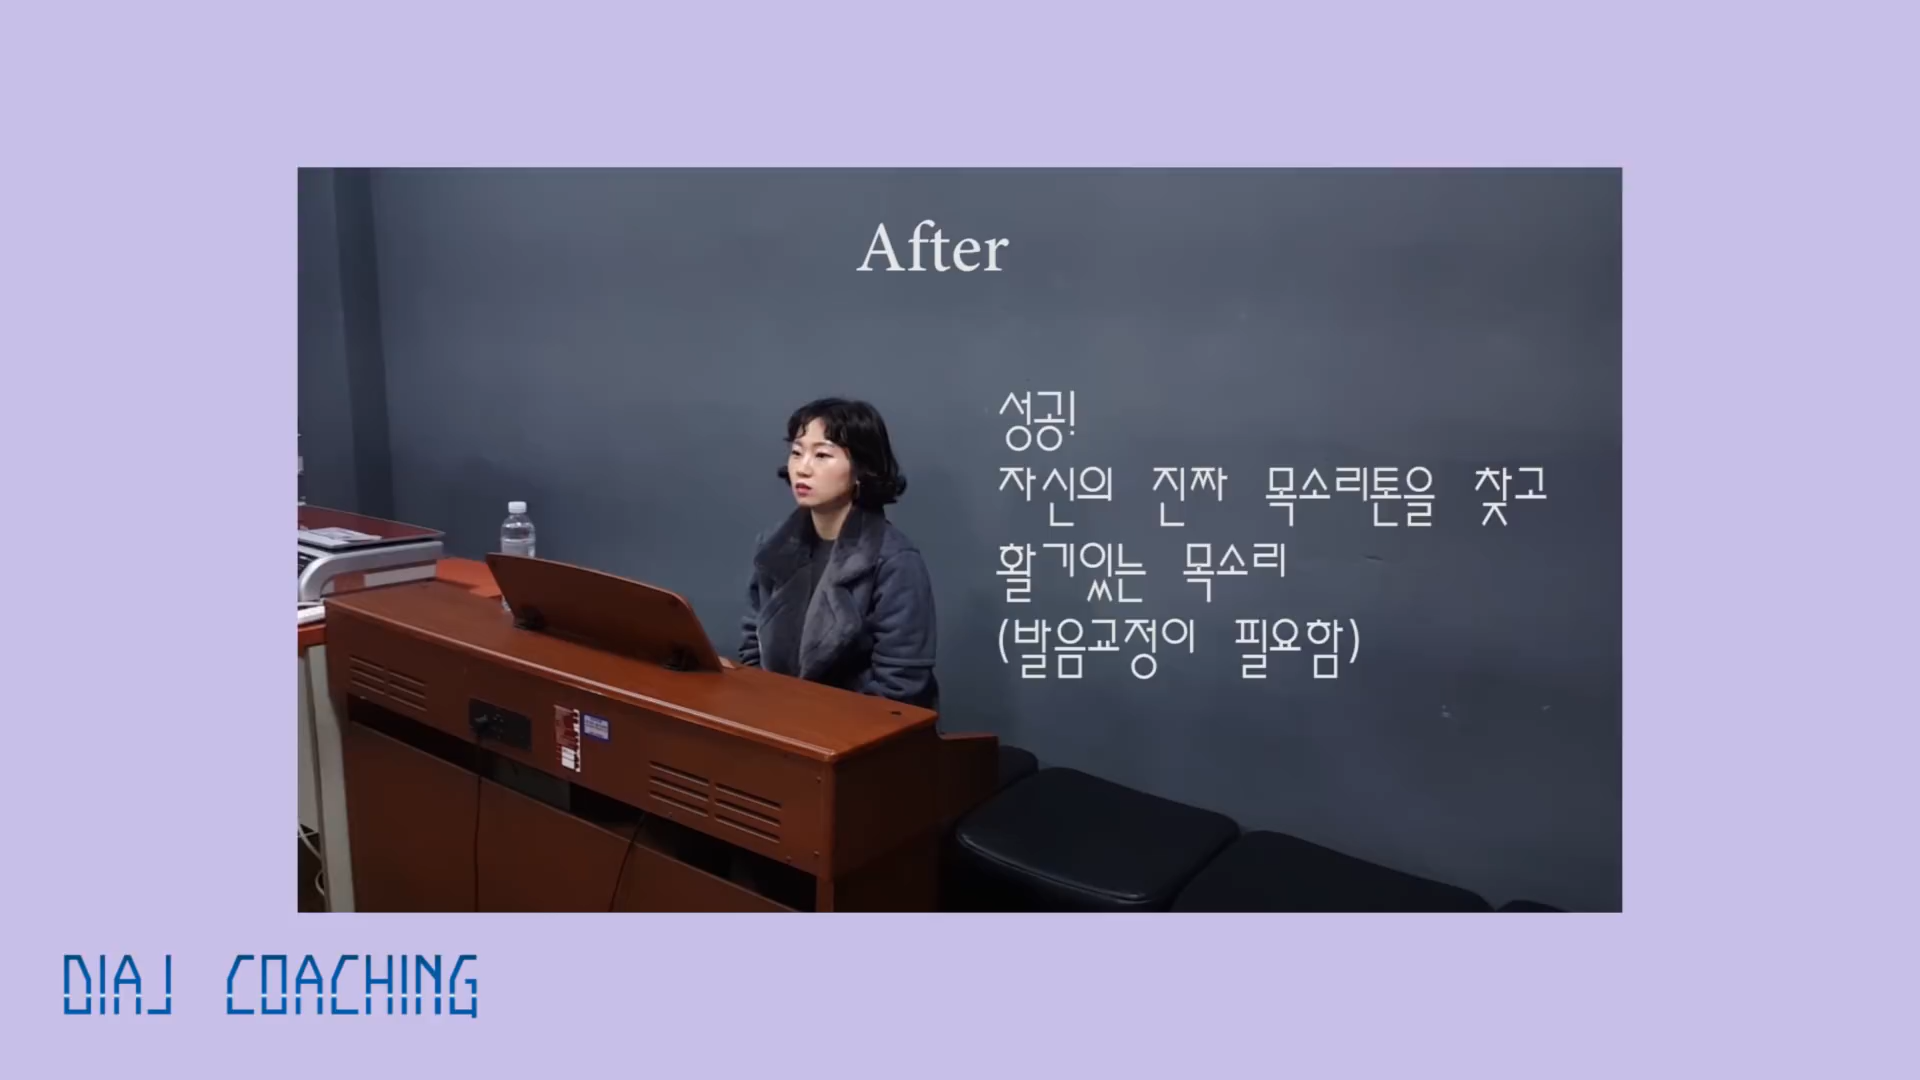 After
성공!
자신의 진짜 목소리톤을 찾고
활기있는 목소리
(발음교정이 필요함)
DIAJ COACHING